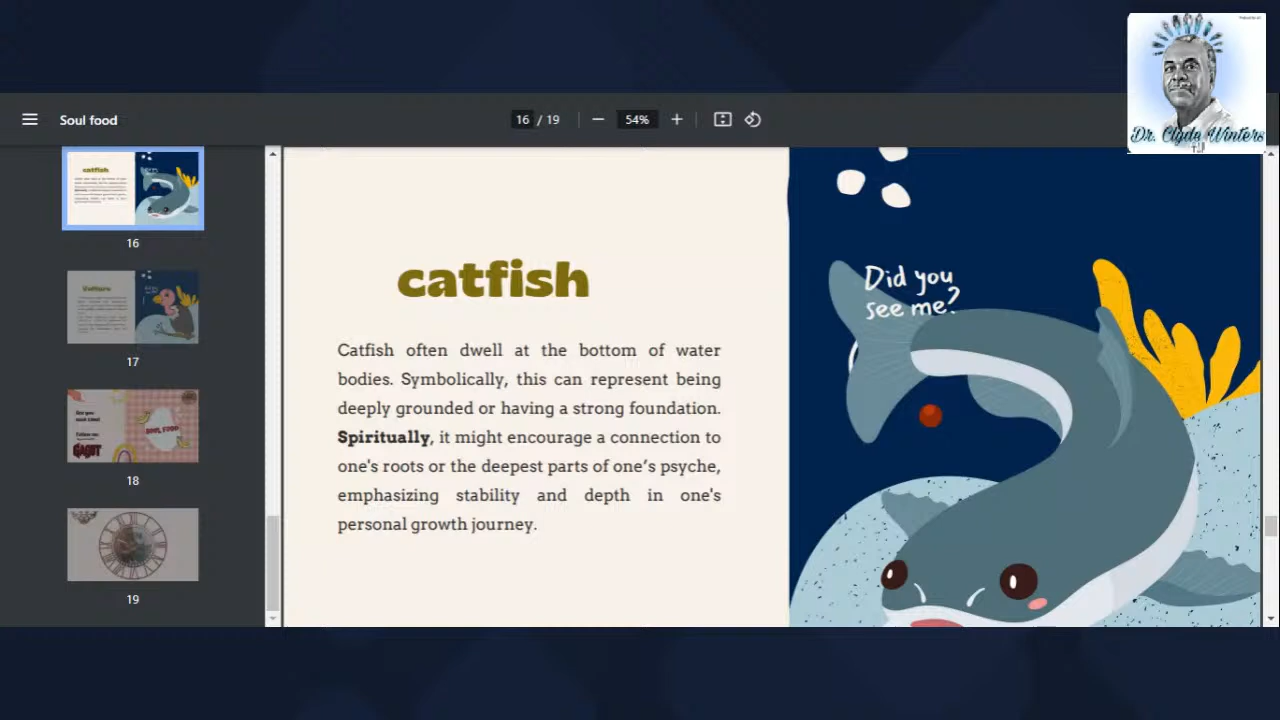 Dr. Clyde Winters
Soul food
16 / 19
54%
catfish
16
17
18
19
catfish
Catfish often dwell at the bottom of water
bodies. Symbolically, this can represent being
deeply grounded or having a strong foundation.
Spiritually, it might encourage a connection to
one's roots or the deepest parts of one’s psyche,
emphasizing stability and depth in one's
personal growth journey.
Did you
see me?